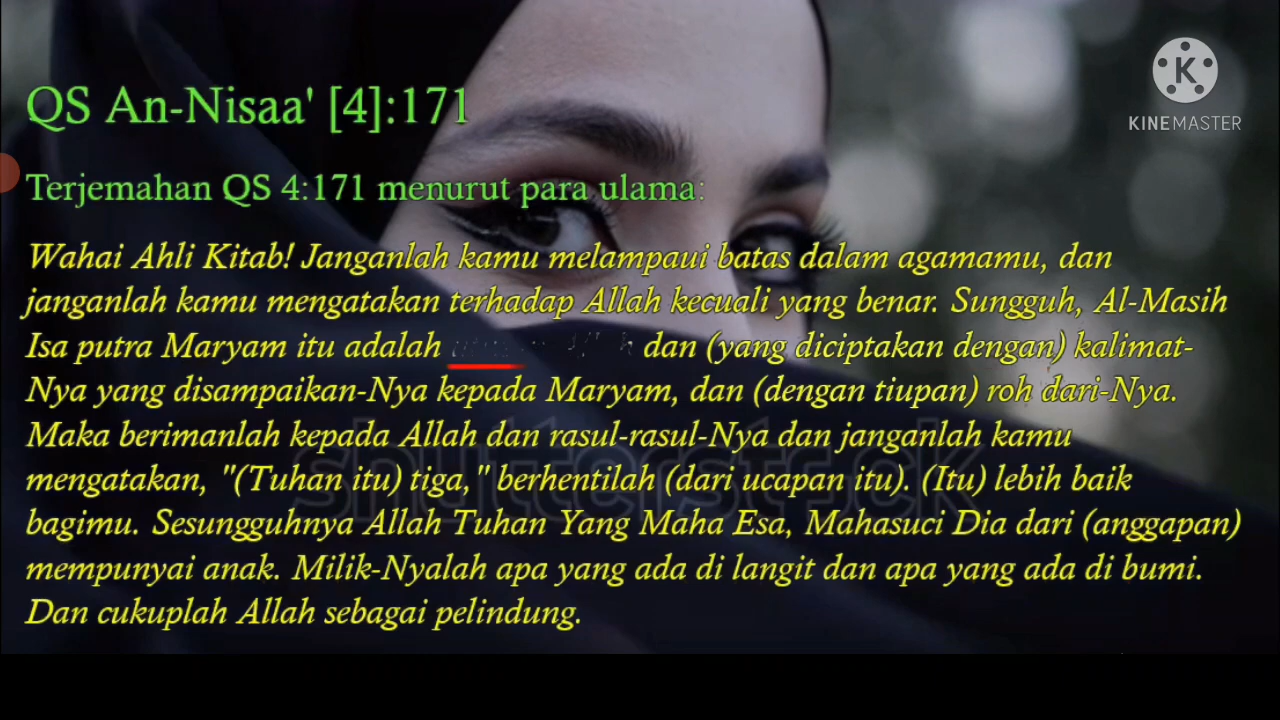 QS An-Nisaa' [4]:171
KINEMASTER
Terjemahan QS 4:171 menurut para ulama:
Wahai Ahli Kitab! Janganlah kamu melampaui batas dalam agamamu, dan
janganlah kamu mengatakan terhadap Allah kecuali yang benar. Sungguh, Al-Masih
Isa putra Maryam itu adalah dan (yang diciptakan dengan) kalimat-
Nya yang disampaikan-Nya kepada Maryam, dan (dengan tiupan) roh dari-Nya.
Maka berimanlah kepada Allah dan rasul-rasul-Nya dan janganlah kamu
mengatakan, "(Tuhan itu) tiga," berhentilah (dari ucapan itu). (Itu) lebih baik
bagimu. Sesungguhnya Allah Tuhan Yang Maha Esa, Mahasuci Dia dari (anggapan)
mempunyai anak. Milik-Nyalah apa yang ada di langit dan apa yang ada di bumi.
Dan cukuplah Allah sebagai pelindung.
shutterstock